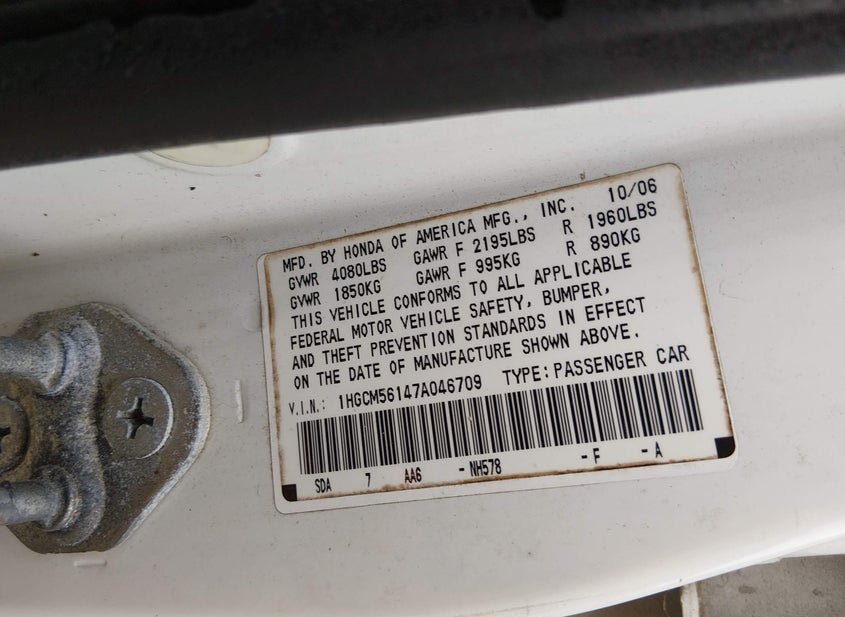 MFD. BY HONDA OF AMERICA MFG., INC. 10/06
GVWR 4080LBS GAWR F 2195LBS R 1960LBS
GVWR 1850KG GAWR F 995KG R 890KG
THIS VEHICLE CONFORMS TO ALL APPLICABLE
FEDERAL MOTOR VEHICLE SAFETY, BUMPER,
AND THEFT PREVENTION STANDARDS IN EFFECT
ON THE DATE OF MANUFACTURE SHOWN ABOVE.
V.I.N.: 1HGCM56147A046709 TYPE:PASSENGER CAR
SDA 7 AA6 -NH578 -F -A